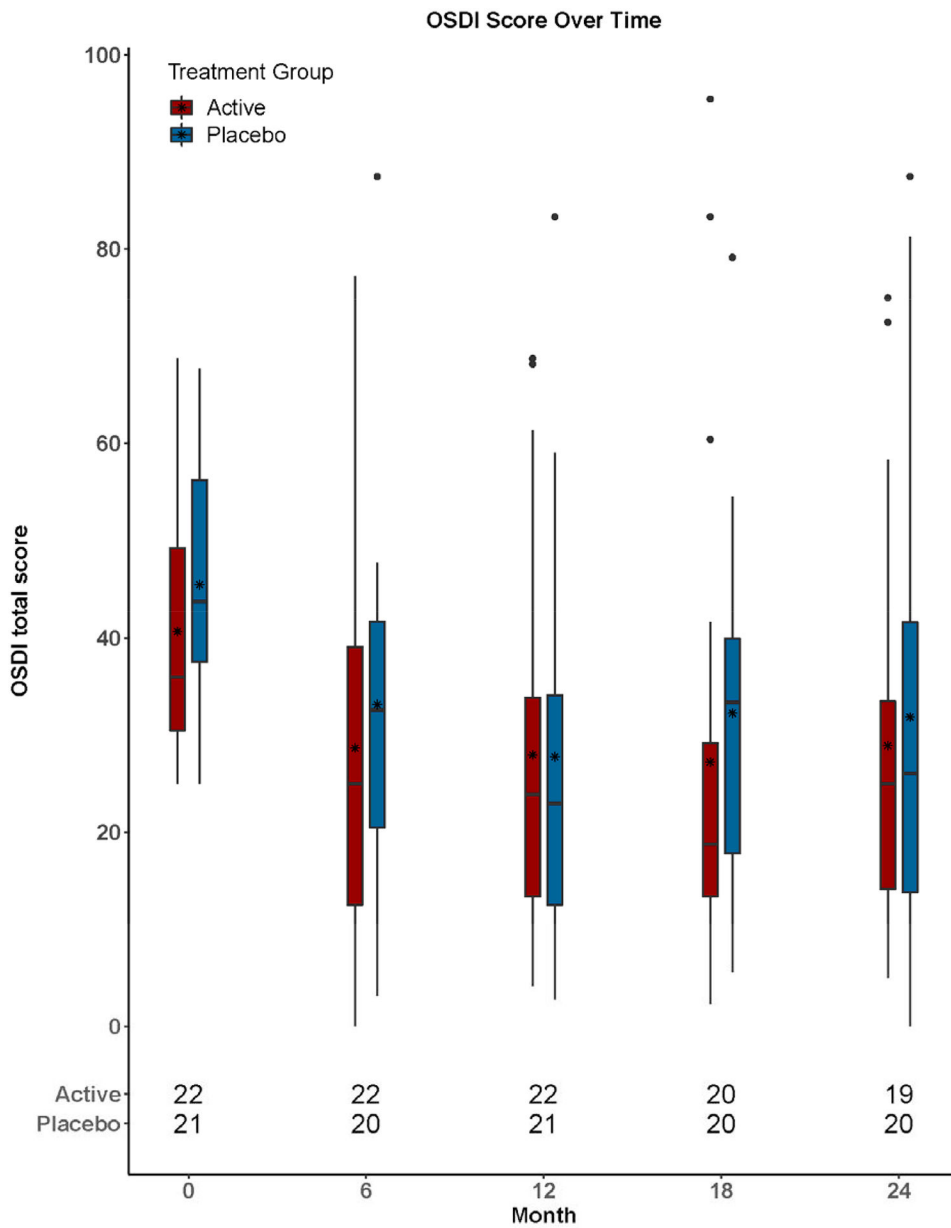 OSDI Score Over Time
100
Treatment Group
Active
Placebo
80
60
40
20
0
OSDI total score
Active 22 22 22 20 19
Placebo 21 20 21 20 20
0 6 12 18 24
Month